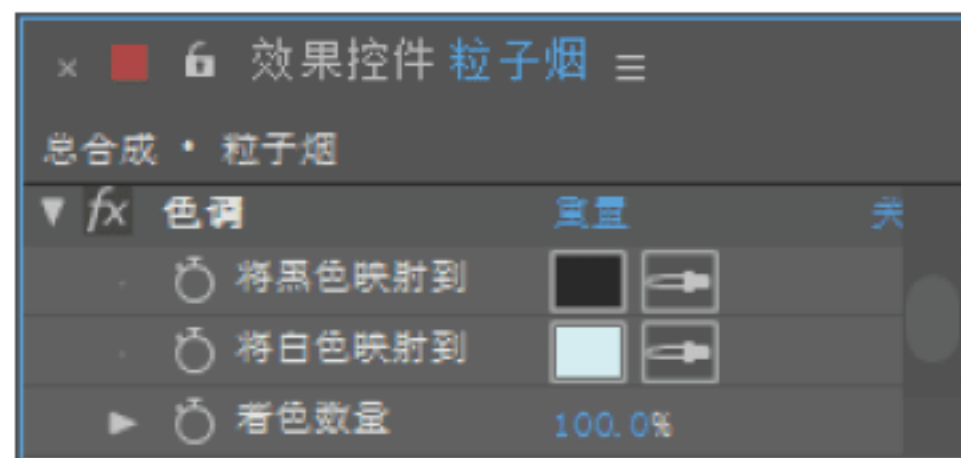 × 效果控件 粒子烟 ≡
总合成 • 粒子烟
▼ fx 色调 重置 关
将黑色映射到
将白色映射到
▶ 着色数量 100.0%